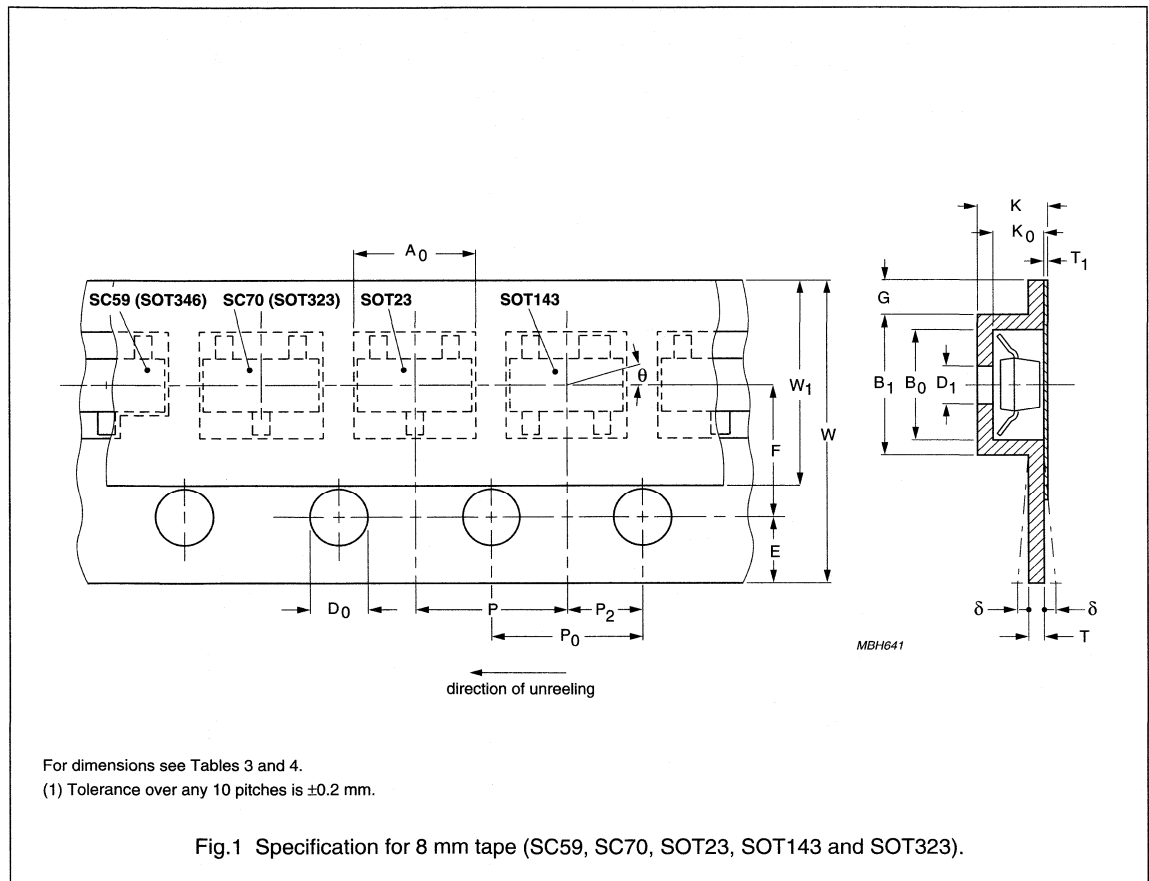 K
K0
A0
T1
G
SC59 (SOT346) SC70 (SOT323) SOT23 SOT143
θ
W1
B1 B0 D1
W
F
E
D0 P P2
δ δ
P0
T
MBH641
direction of unreeling
For dimensions see Tables 3 and 4.
(1) Tolerance over any 10 pitches is ±0.2 mm.
Fig.1 Specification for 8 mm tape (SC59, SC70, SOT23, SOT143 and SOT323).